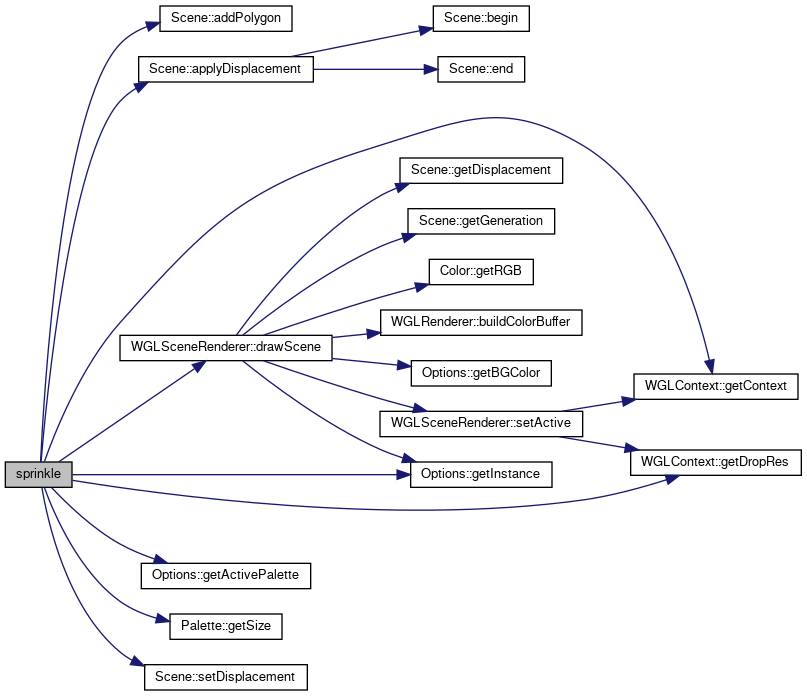 Scene::addPolygon
Scene::begin
Scene::applyDisplacement
Scene::end
Scene::getDisplacement
Scene::getGeneration
Color::getRGB
WGLRenderer::buildColorBuffer
WGLSceneRenderer::drawScene
Options::getBGColor
WGLContext::getContext
WGLSceneRenderer::setActive
WGLContext::getDropRes
sprinkle
Options::getInstance
Options::getActivePalette
Palette::getSize
Scene::setDisplacement